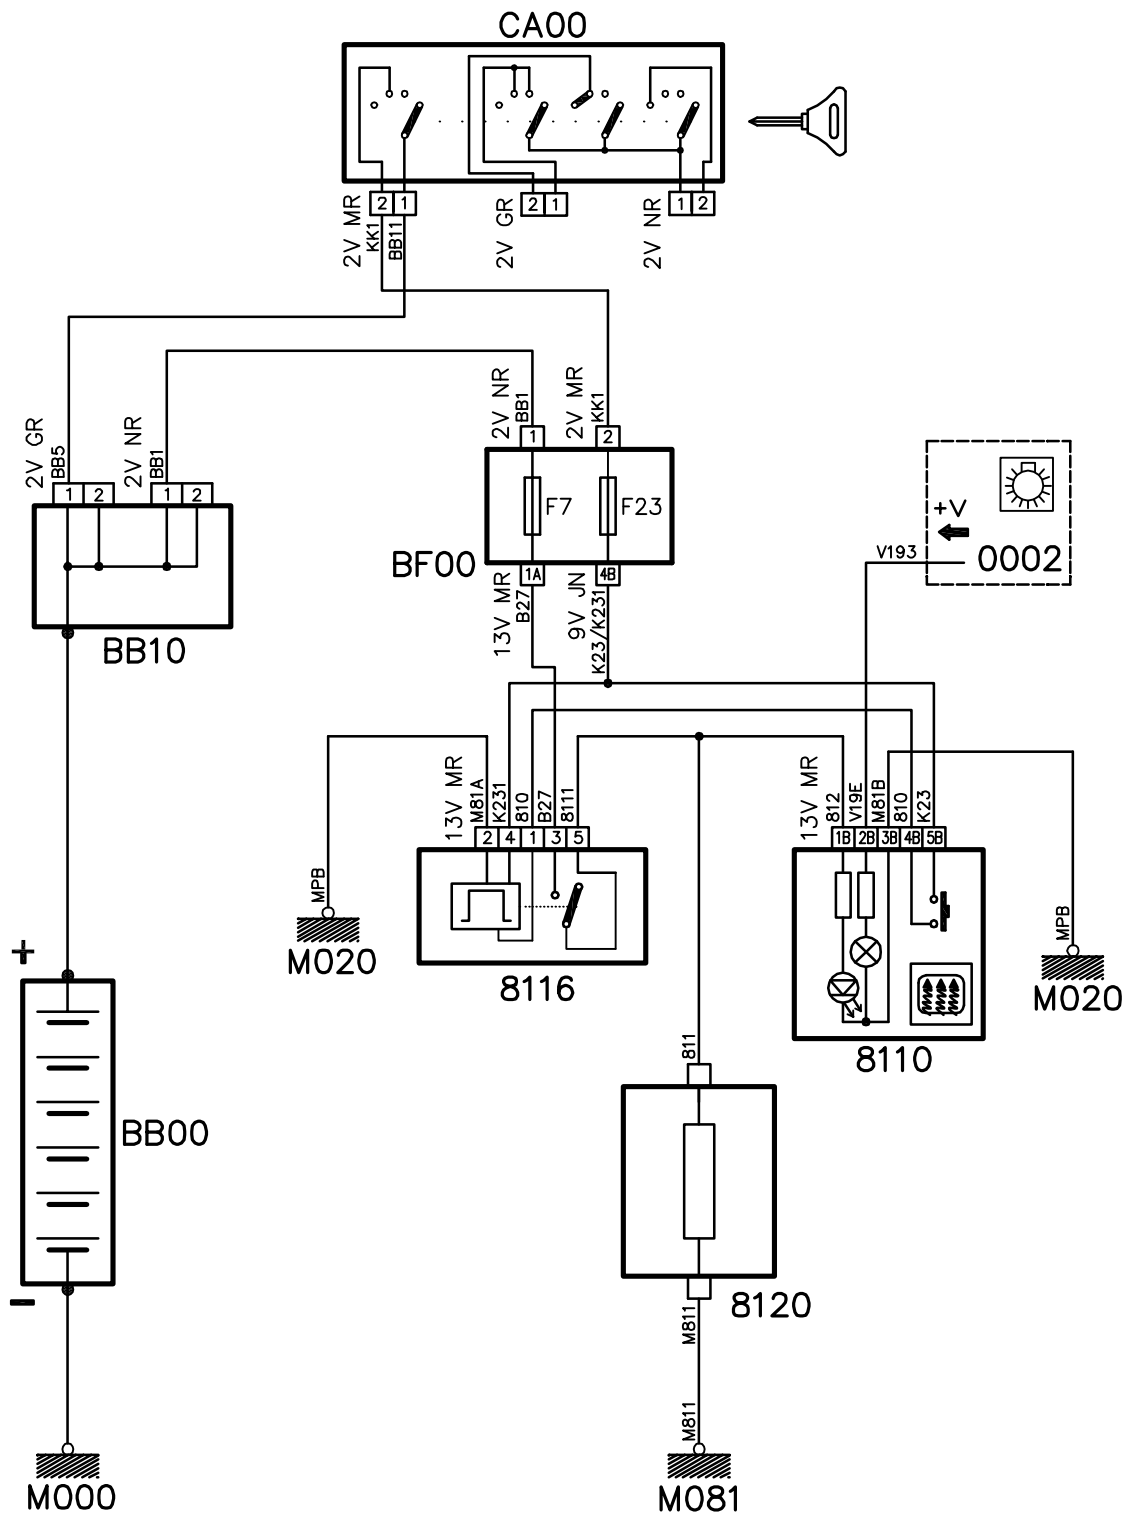 CA00
2 1
2 1
1 2
2V MR
KK1
BB11
2V GR
2V NR
2V NR
BB1
2V MR
KK1
2V GR
BB5
2V NR
BB1
1 2
1 2
1
2
F7
F23
BF00
1A
4B
+V
V193
0002
BB10
13V MR
B27
9V JN
K23/K231
13V MR
M81A
K231
810
B27
8111
13V MR
812
V19E
M81B
810
K23
2 4 1 3 5
1B 2B 3B 4B 5B
MPB
M020
8116
MPB
M020
8110
+
BB00
-
811
8120
M811
M811
M000
M081